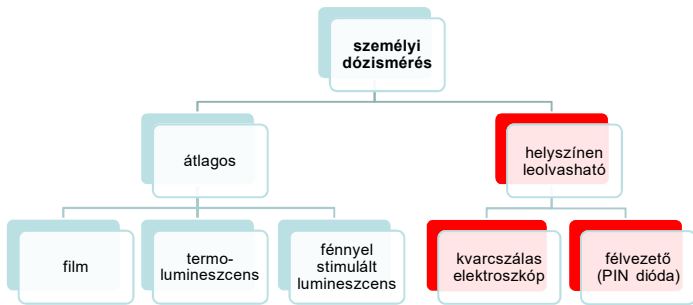 személyi
dózismérés
átlagos
helyszínen
leolvasható
film
termo-
lumineszcens
fénnyel
stimulált
lumineszcens
kvarcszálas
elektroszkóp
félvezető
(PIN dióda)